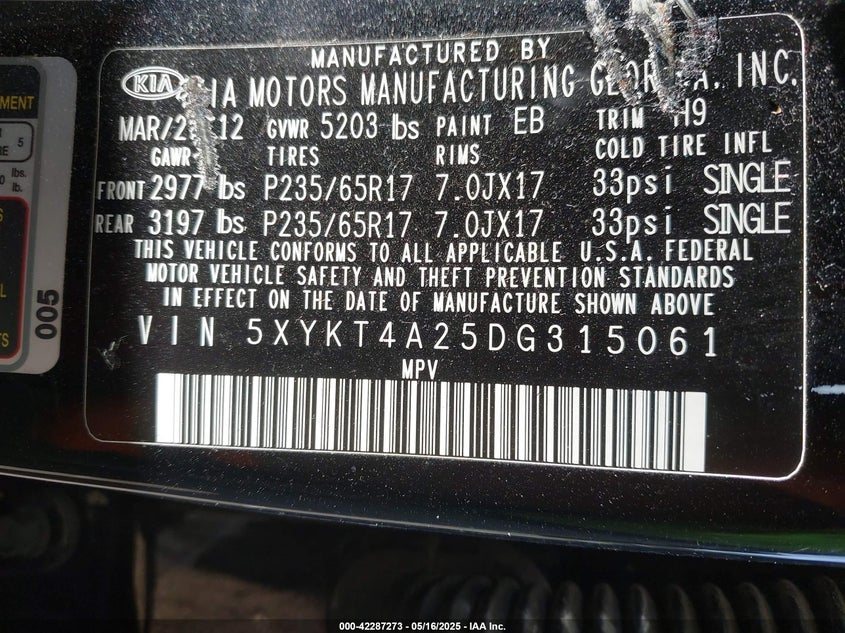 MANUFACTURED BY
KIA
KIA MOTORS MANUFACTURING GEORGIA, INC.
GVWR 5203 lbs PAINT EB TRIM H9
GAWR TIRES RIMS COLD TIRE INFL
FRONT 2977 lbs P235/65R17 7.0JX17 33psi SINGLE
REAR 3197 lbs P235/65R17 7.0JX17 33psi SINGLE
THIS VEHICLE CONFORMS TO ALL APPLICABLE U.S.A. FEDERAL
MOTOR VEHICLE SAFETY AND THEFT PREVENTION STANDARDS
IN EFFECT ON THE DATE OF MANUFACTURE SHOWN ABOVE
VIN 5XYKT4A25DG315061
MPV
005
000-42287273 - 05/16/2025 - IAA Inc.